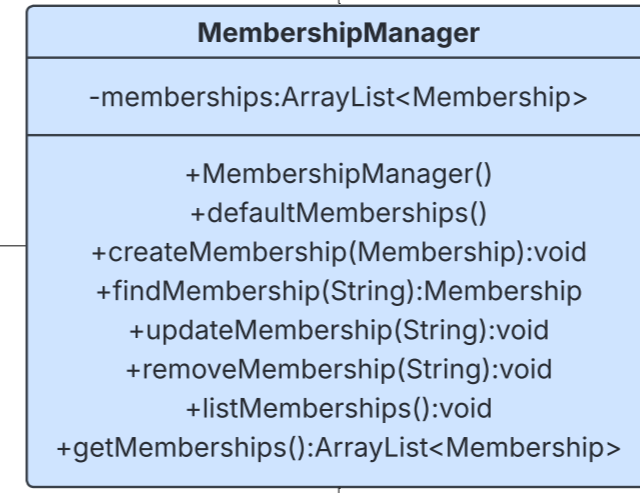 MembershipManager
-memberships:ArrayList<Membership>
+MembershipManager()
+defaultMemberships()
+createMembership(Membership):void
+findMembership(String):Membership
+updateMembership(String):void
+removeMembership(String):void
+listMemberships():void
+getMemberships():ArrayList<Membership>